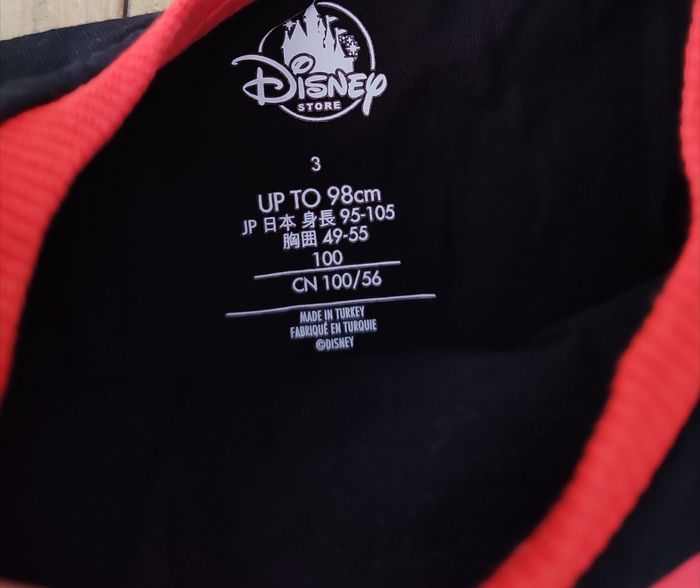 Disney
STORE
3
UP TO 98cm
JP 日本 身長 95-105
胸囲 49-55
100
CN 100/56
MADE IN TURKEY
FABRIQUÉ EN TURQUIE
©DISNEY